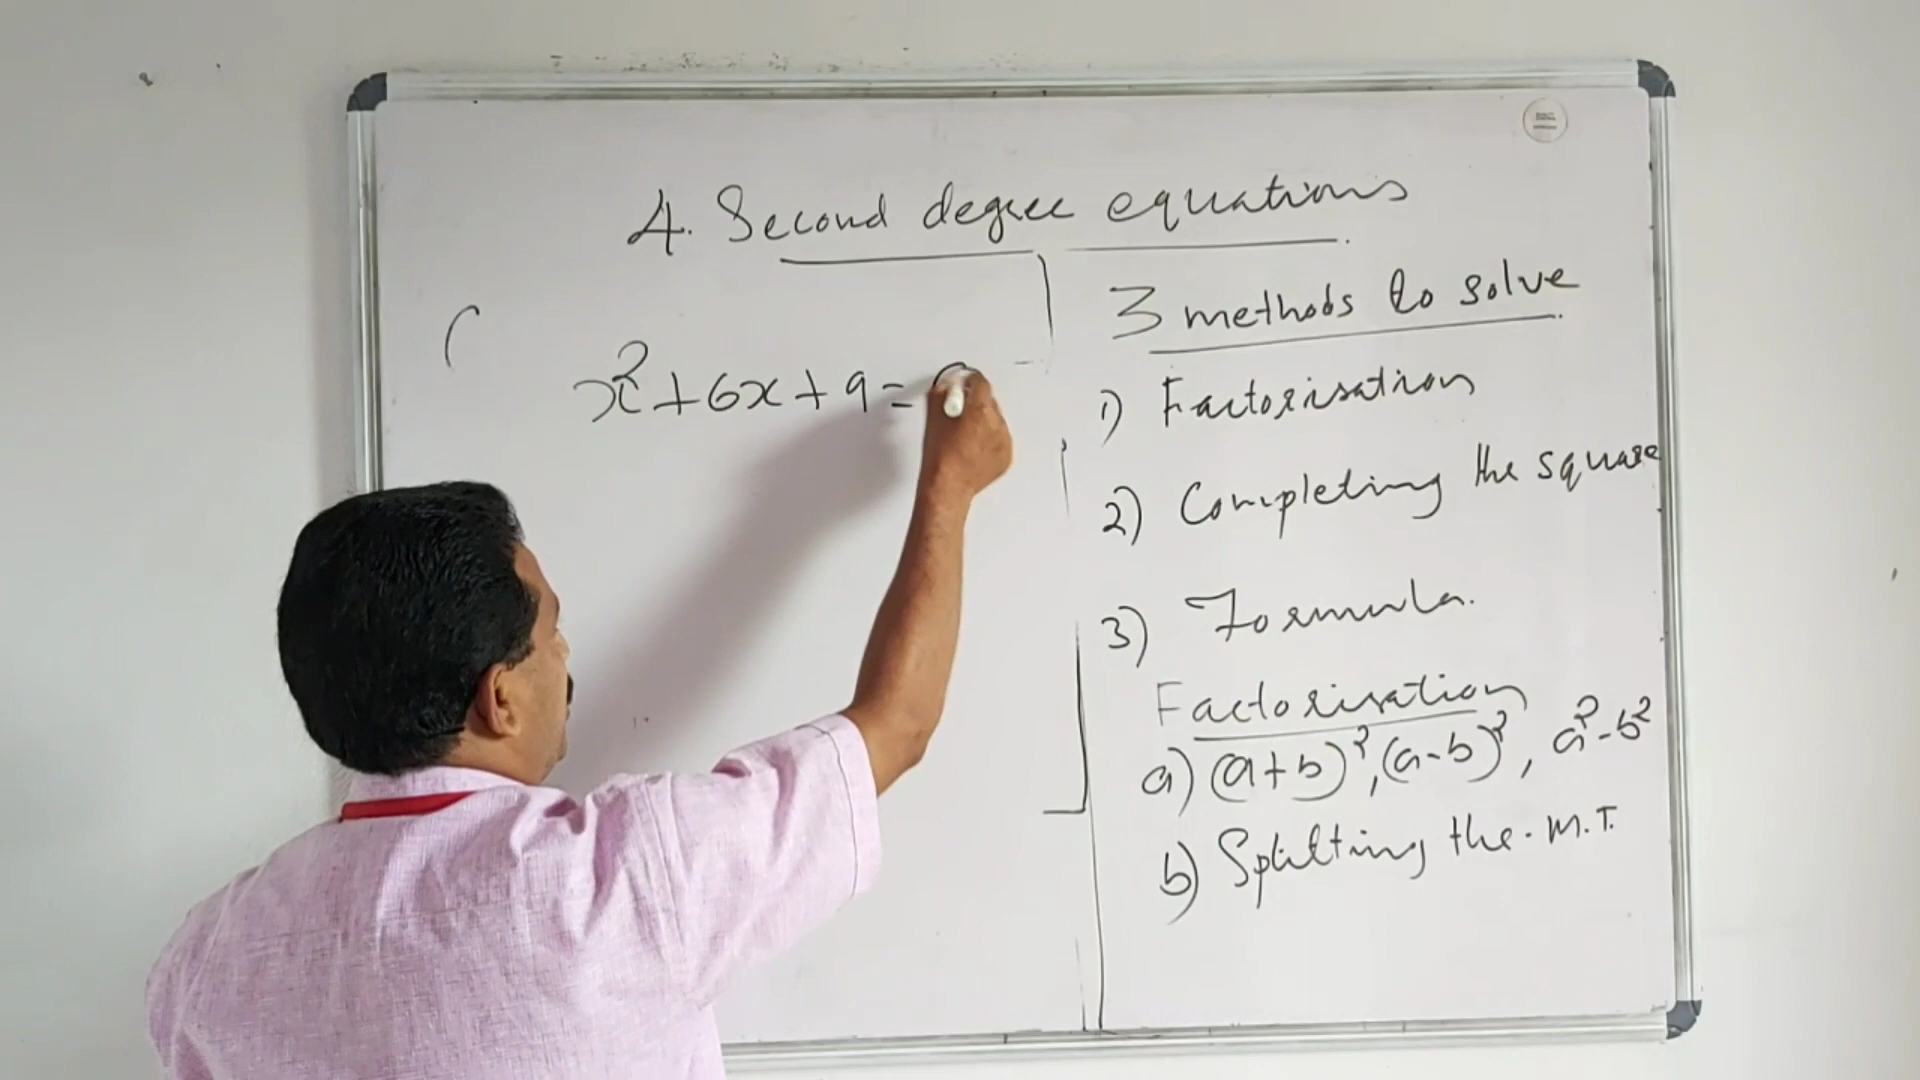 4. Second degree equations
x²+6x+9=0
3 methods to solve
1) Factorisation
2) Completing the square
3) Formula.
Factorisation
a) (a+b)², (a-b)², a²-b²
b) Splitting the. M.T.